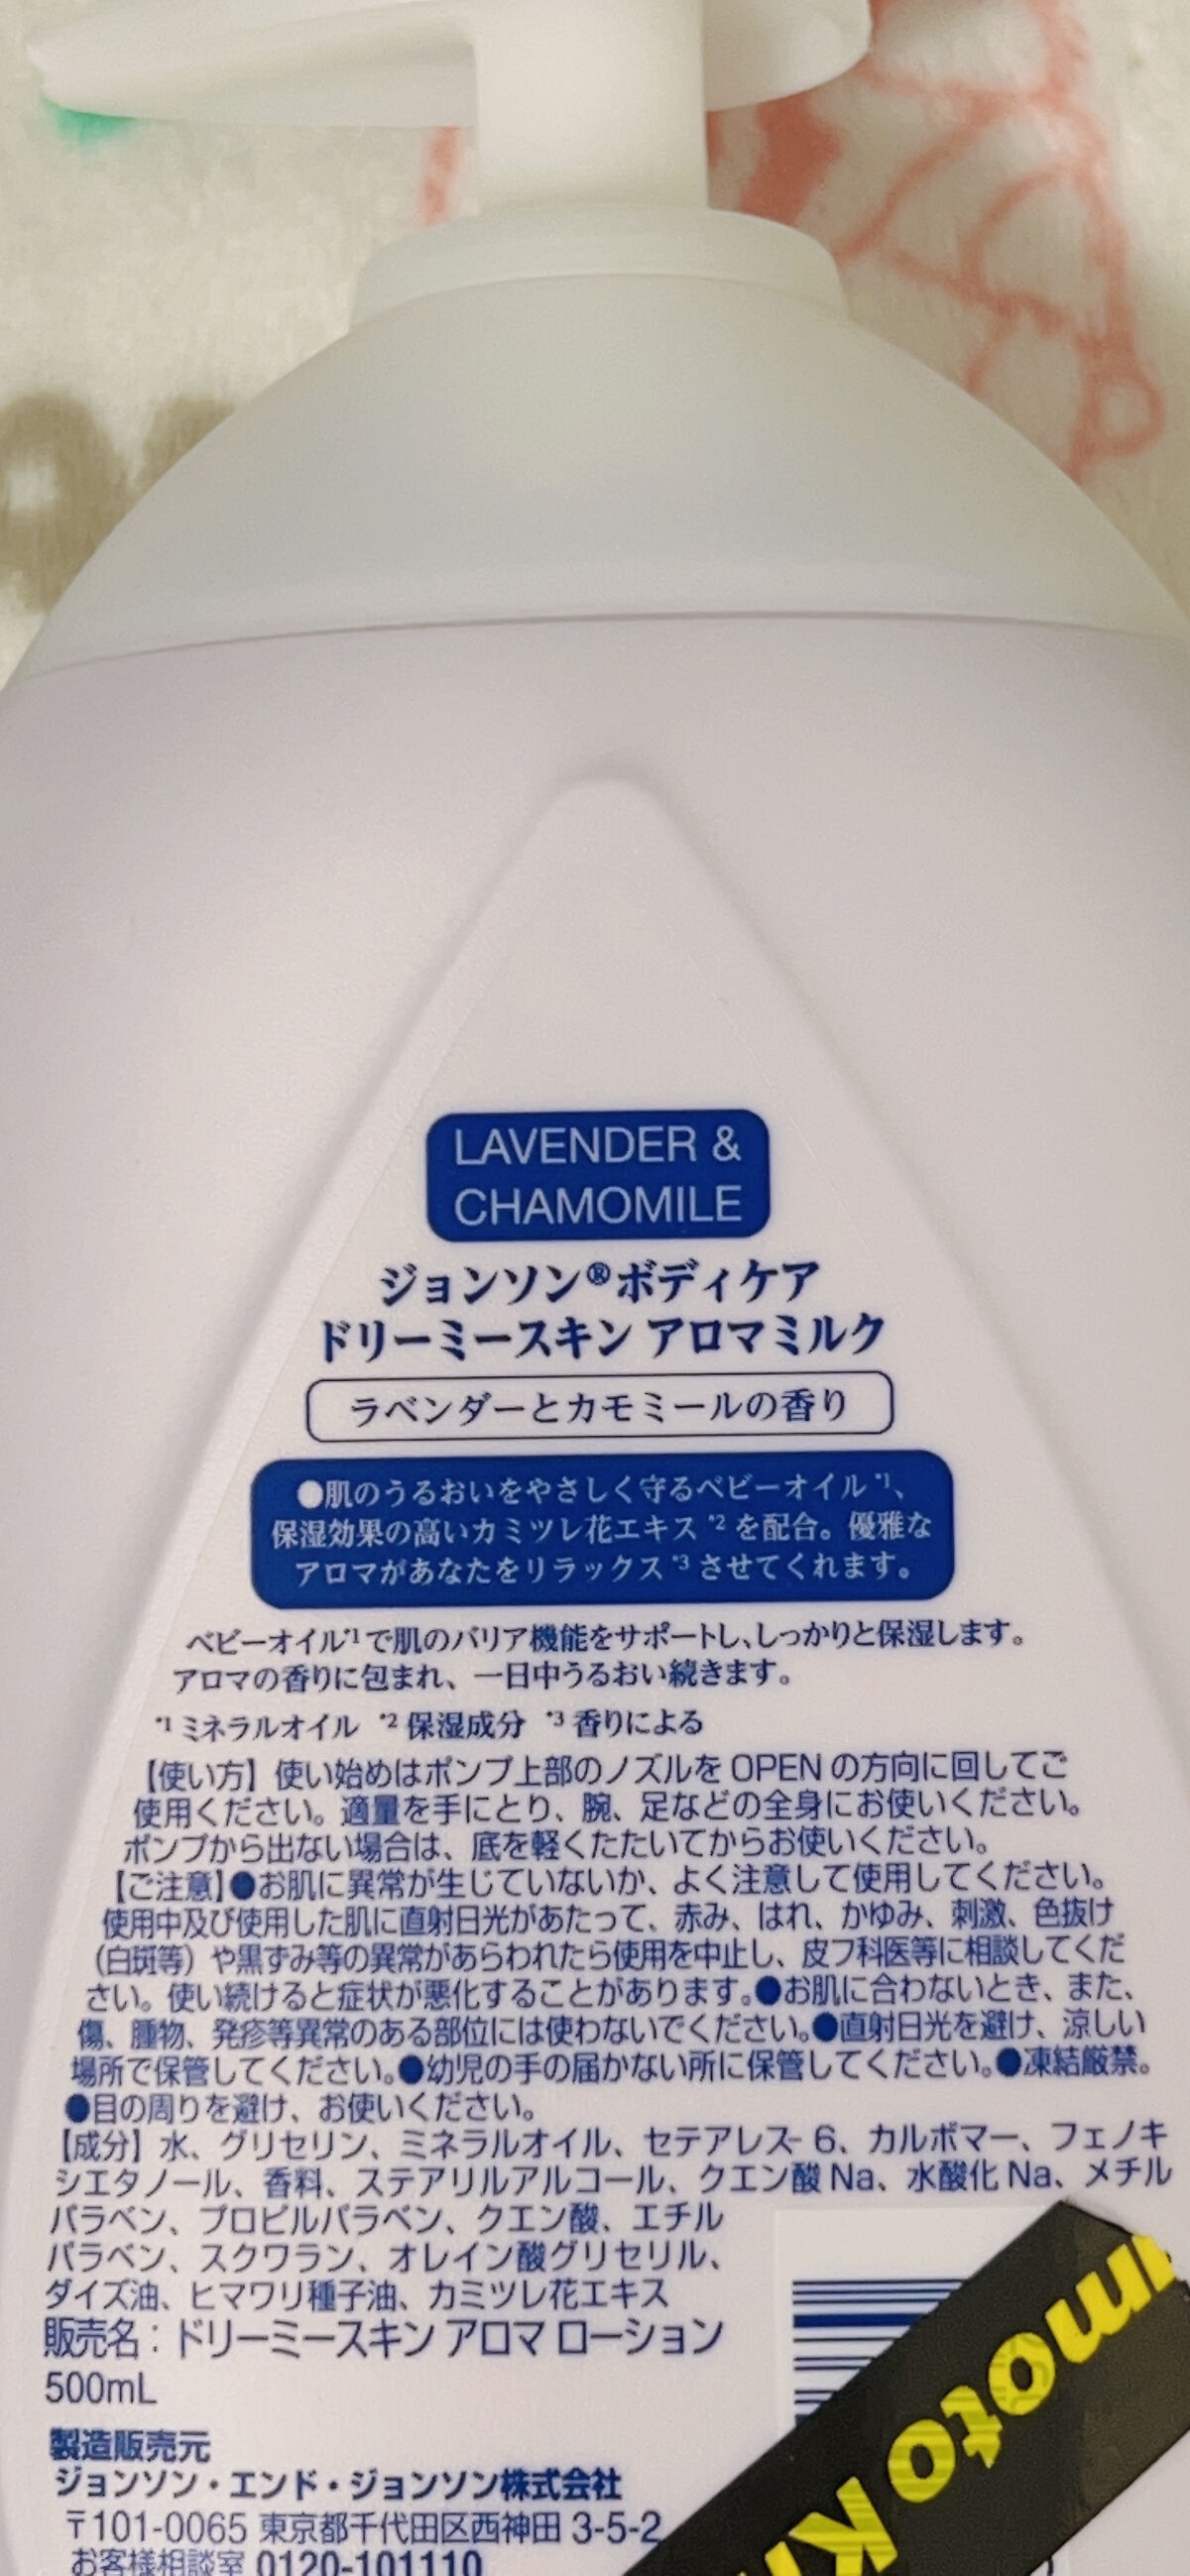 LAVENDER &
CHAMOMILE
ジョンソン®ボディケア
ドリーミースキン アロマミルク
ラベンダーとカモミールの香り
●肌のうるおいをやさしく守るベビーオイル*1、
保湿効果の高いカミツレ花エキス*2を配合。優雅な
アロマがあなたをリラックス*3させてくれます。
ベビーオイル*1で肌のバリア機能をサポートし、しっかりと保湿します。
アロマの香りに包まれ、一日中うるおい続きます。
*1 ミネラルオイル *2 保湿成分 *3 香りによる
【使い方】使い始めはポンプ上部のノズルを OPEN の方向に回してご
使用ください。適量を手にとり、腕、足などの全身にお使いください。
ポンプから出ない場合は、底を軽くたたいてからお使いください。
【ご注意】●お肌に異常が生じていないか、よく注意して使用してください。
使用中及び使用した肌に直射日光があたって、赤み、はれ、かゆみ、刺激、色抜け
（白斑等）や黒ずみ等の異常があらわれたら使用を中止し、皮フ科医等に相談してくだ
さい。使い続けると症状が悪化することがあります。●お肌に合わないとき、また、
傷、腫物、発疹等異常のある部位には使わないでください。●直射日光を避け、涼しい
場所で保管してください。●幼児の手の届かない所に保管してください。●凍結厳禁。
●目の周りを避け、お使いください。
【成分】水、グリセリン、ミネラルオイル、セテアレス-6、カルボマー、フェノキ
シエタノール、香料、ステアリルアルコール、クエン酸 Na、水酸化 Na、メチル
パラベン、プロピルパラベン、クエン酸、エチル
パラベン、スクワラン、オレイン酸グリセリル、
ダイズ油、ヒマワリ種子油、カミツレ花エキス
販売名：ドリーミースキン アロマ ローション
500mL
製造販売元
ジョンソン・エンド・ジョンソン株式会社
〒101-0065 東京都千代田区西神田 3-5-2
お客様相談室 0120-101110